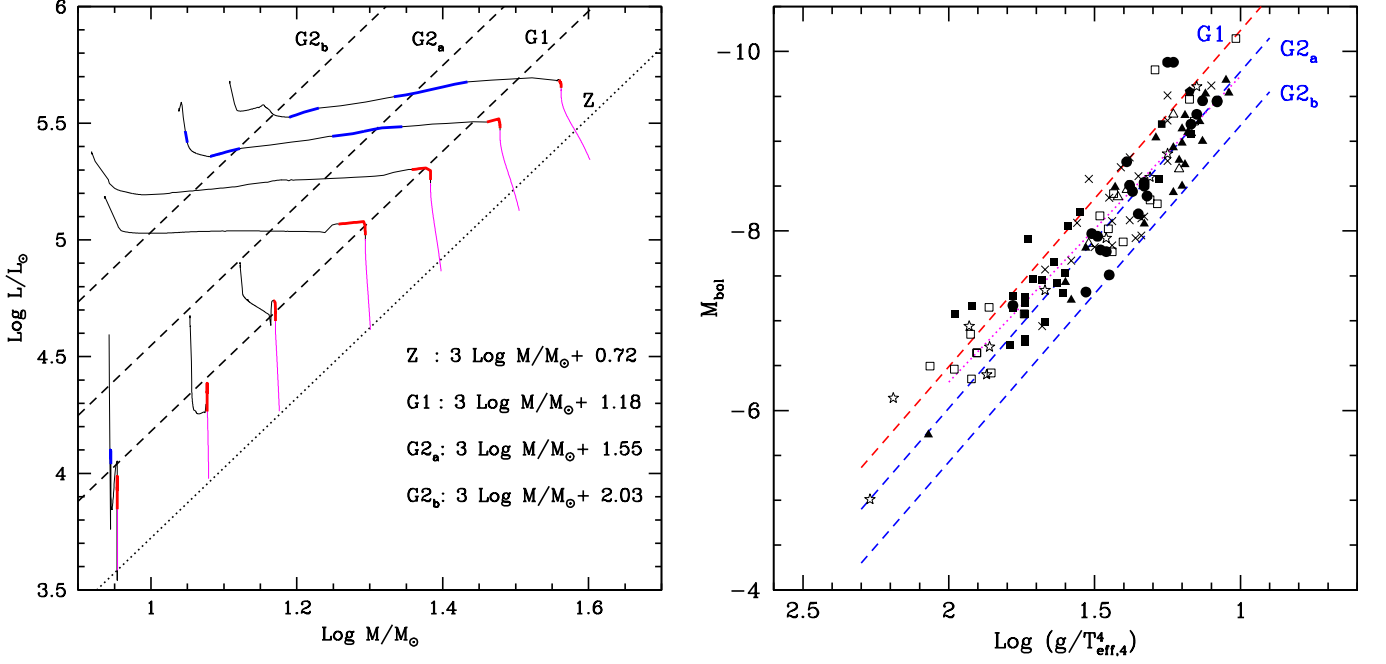 6
5.5
5
4.5
4
3.5
1
1.2
1.4
1.6
Log L/L⊙
Log M/M⊙
G2b
G2a
G1
Z
Z : 3 Log M/M⊙+ 0.72
G1 : 3 Log M/M⊙+ 1.18
G2a: 3 Log M/M⊙+ 1.55
G2b: 3 Log M/M⊙+ 2.03
-10
-8
-6
-4
2.5
2
1.5
1
Mbol
Log (g/T⁴eff,4)
G1
G2a
G2b